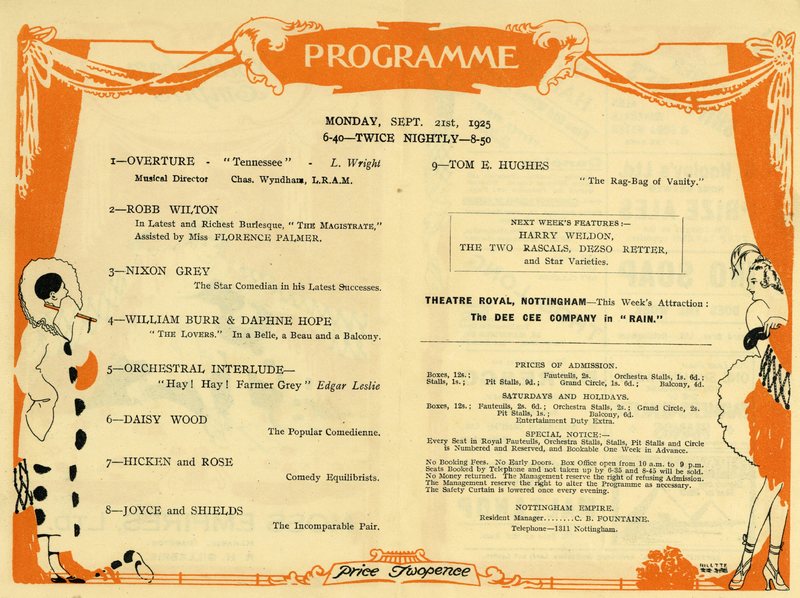 PROGRAMME
MONDAY, SEPT. 21st, 1925
6-40—TWICE NIGHTLY—8-50
1—OVERTURE - "Tennessee" - L. Wright
Musical Director Chas. Wyndham, L.R.A.M.
2—ROBB WILTON
In Latest and Richest Burlesque, "THE MAGISTRATE,"
Assisted by Miss FLORENCE PALMER.
3—NIXON GREY
The Star Comedian in his Latest Successes.
4—WILLIAM BURR & DAPHNE HOPE
"THE LOVERS." In a Belle, a Beau and a Balcony.
5—ORCHESTRAL INTERLUDE—
"Hay! Hay! Farmer Grey" Edgar Leslie
6—DAISY WOOD
The Popular Comedienne.
7—HICKEN and ROSE
Comedy Equilibrists.
8—JOYCE and SHIELDS
The Incomparable Pair.
9—TOM E. HUGHES
"The Rag-Bag of Vanity."
NEXT WEEK'S FEATURES:—
HARRY WELDON,
THE TWO RASCALS, DEZSO RETTER,
and Star Varieties.
THEATRE ROYAL, NOTTINGHAM—This Week's Attraction:
The DEE CEE COMPANY in "RAIN."
PRICES OF ADMISSION.
Boxes, 12s.; Fauteuils, 2s. Orchestra Stalls, 1s. 6d.;
Stalls, 1s.; Pit Stalls, 9d.; Grand Circle, 1s. 6d.; Balcony, 4d.
SATURDAYS AND HOLIDAYS.
Boxes, 12s.; Fauteuils, 2s. 6d.; Orchestra Stalls, 2s.; Grand Circle, 2s.
Pit Stalls, 1s.; Balcony, 6d.
Entertainment Duty Extra.
SPECIAL NOTICE:—
Every Seat in Royal Fauteuils, Orchestra Stalls, Stalls, Pit Stalls and Circle
is Numbered and Reserved, and Bookable One Week in Advance.
No Booking Fees. No Early Doors. Box Office open from 10 a.m. to 9 p.m.
Seats Booked by Telephone and not taken up by 6-35 and 8-45 will be sold.
No Money returned. The Management reserve the right of refusing Admission.
The Management reserve the right to alter the Programme as necessary.
The Safety Curtain is lowered once every evening.
NOTTINGHAM EMPIRE.
Resident Manager........C. B. FOUNTAINE.
Telephone—1311 Nottingham.
Price Twopence